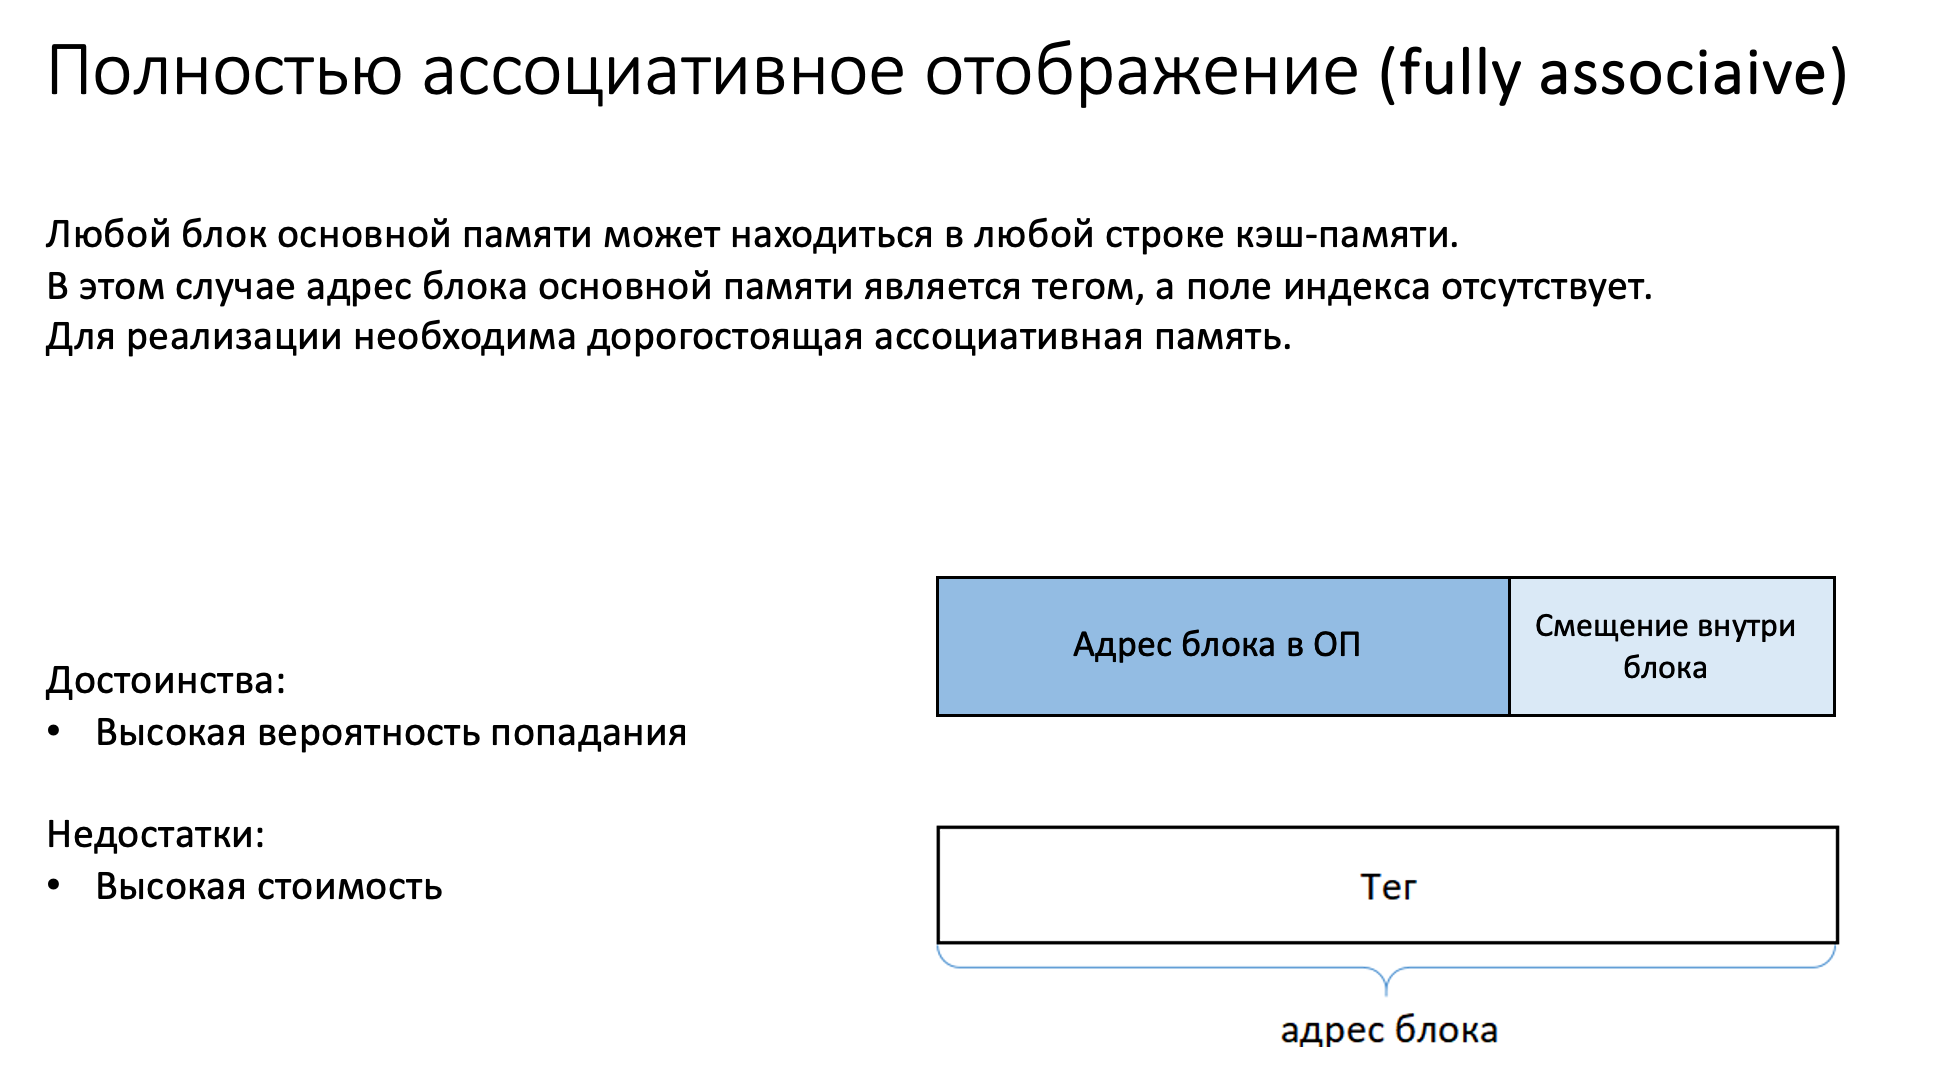 Полностью ассоциативное отображение (fully associaive)
Любой блок основной памяти может находиться в любой строке кэш-памяти.
В этом случае адрес блока основной памяти является тегом, а поле индекса отсутствует.
Для реализации необходима дорогостоящая ассоциативная память.
Достоинства:
• Высокая вероятность попадания
Недостатки:
• Высокая стоимость
Адрес блока в ОП
Смещение внутри
блока
Тег
адрес блока